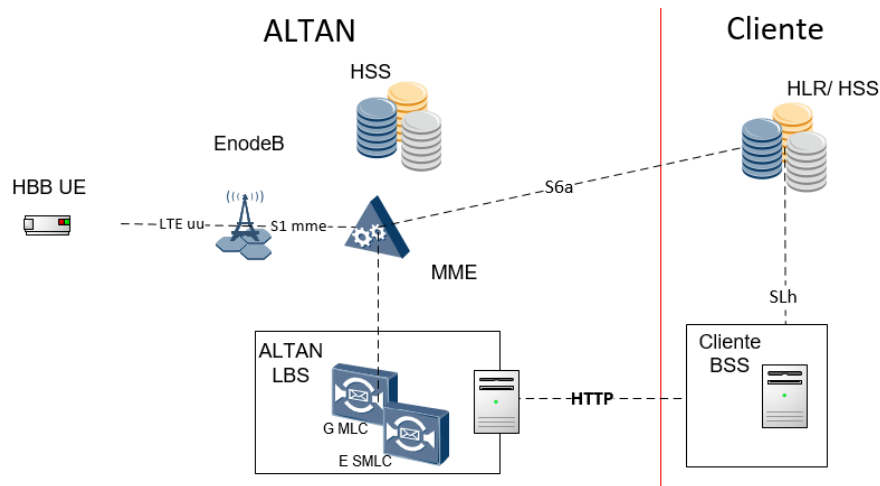 ALTAN
Cliente
HSS
HLR/ HSS
EnodeB
HBB UE
S6a
LTE uu
S1 mme
MME
SLh
ALTAN
LBS
Cliente
BSS
HTTP
G MLC
E SMLC